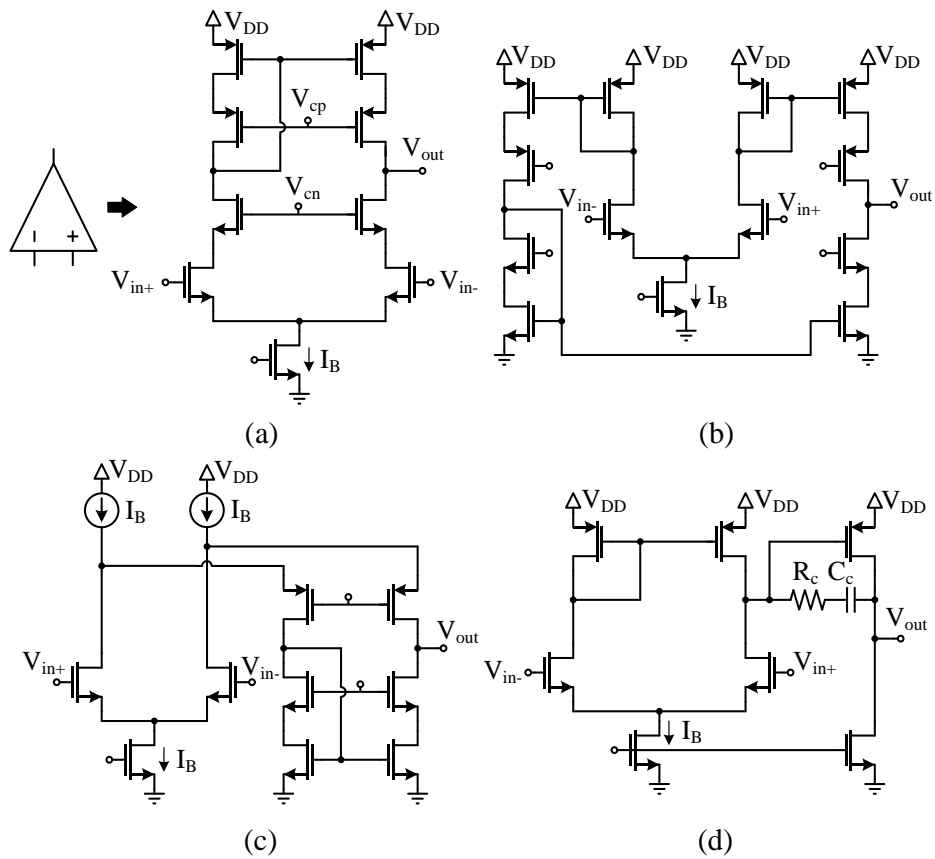 V_DD V_DD
V_cp
V_out
V_cn
- +
V_in+ V_in-
I_B
(a)
V_DD V_DD V_DD V_DD
V_in- V_in+ V_out
I_B
(b)
V_DD V_DD
I_B I_B
V_out
V_in+ V_in-
I_B
(c)
V_DD V_DD V_DD
R_c C_c
V_out
V_in- V_in+
I_B
(d)